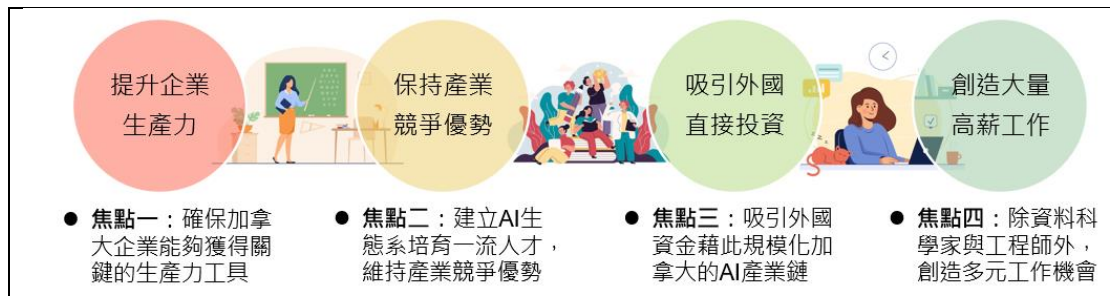 提升企業
生產力
保持產業
競爭優勢
吸引外國
直接投資
創造大量
高薪工作
● 焦點一：確保加拿
大企業能夠獲得關
鍵的生產力工具
● 焦點二：建立AI生
態系培育一流人才，
維持產業競爭優勢
● 焦點三：吸引外國
資金藉此規模化加
拿大的AI產業鏈
● 焦點四：除資料科
學家與工程師外，
創造多元工作機會